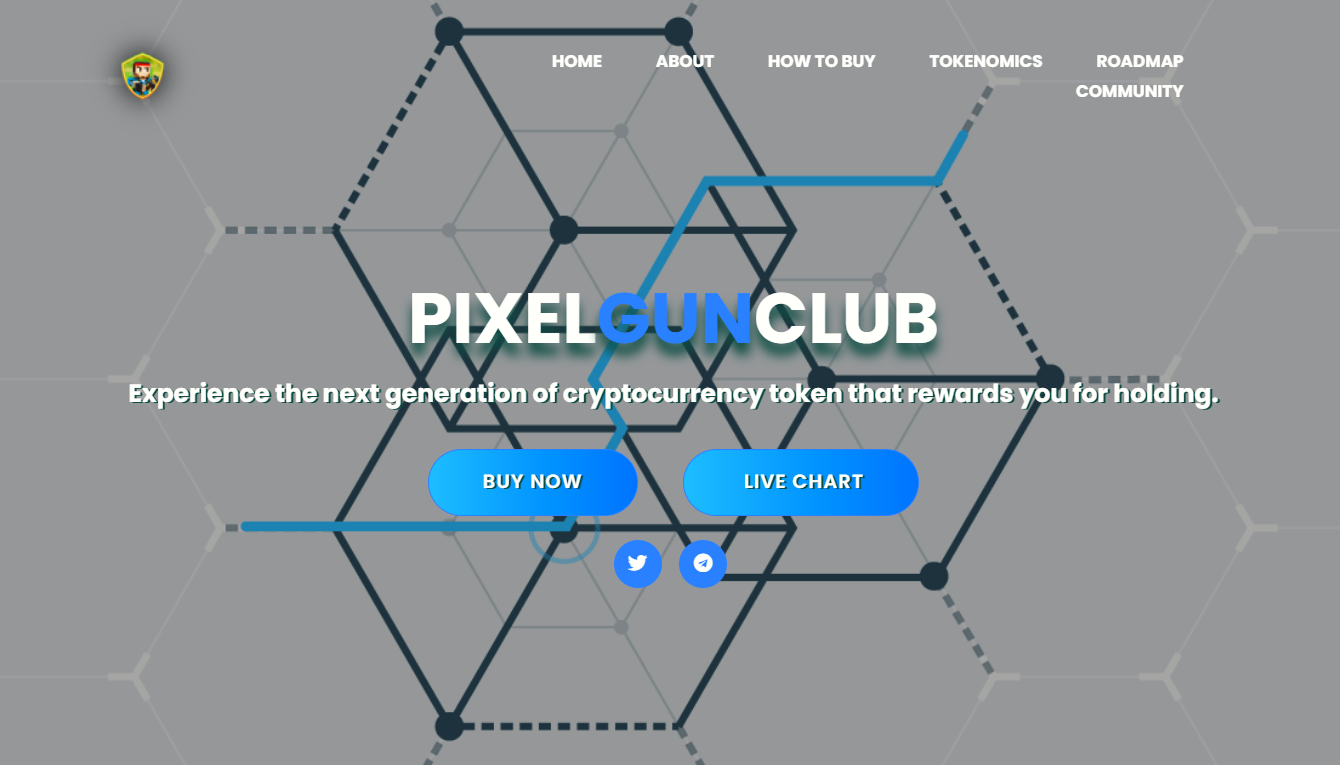 HOME ABOUT HOW TO BUY TOKENOMICS ROADMAP
COMMUNITY
PIXELGUNCLUB
Experience the next generation of cryptocurrency token that rewards you for holding.
BUY NOW LIVE CHART